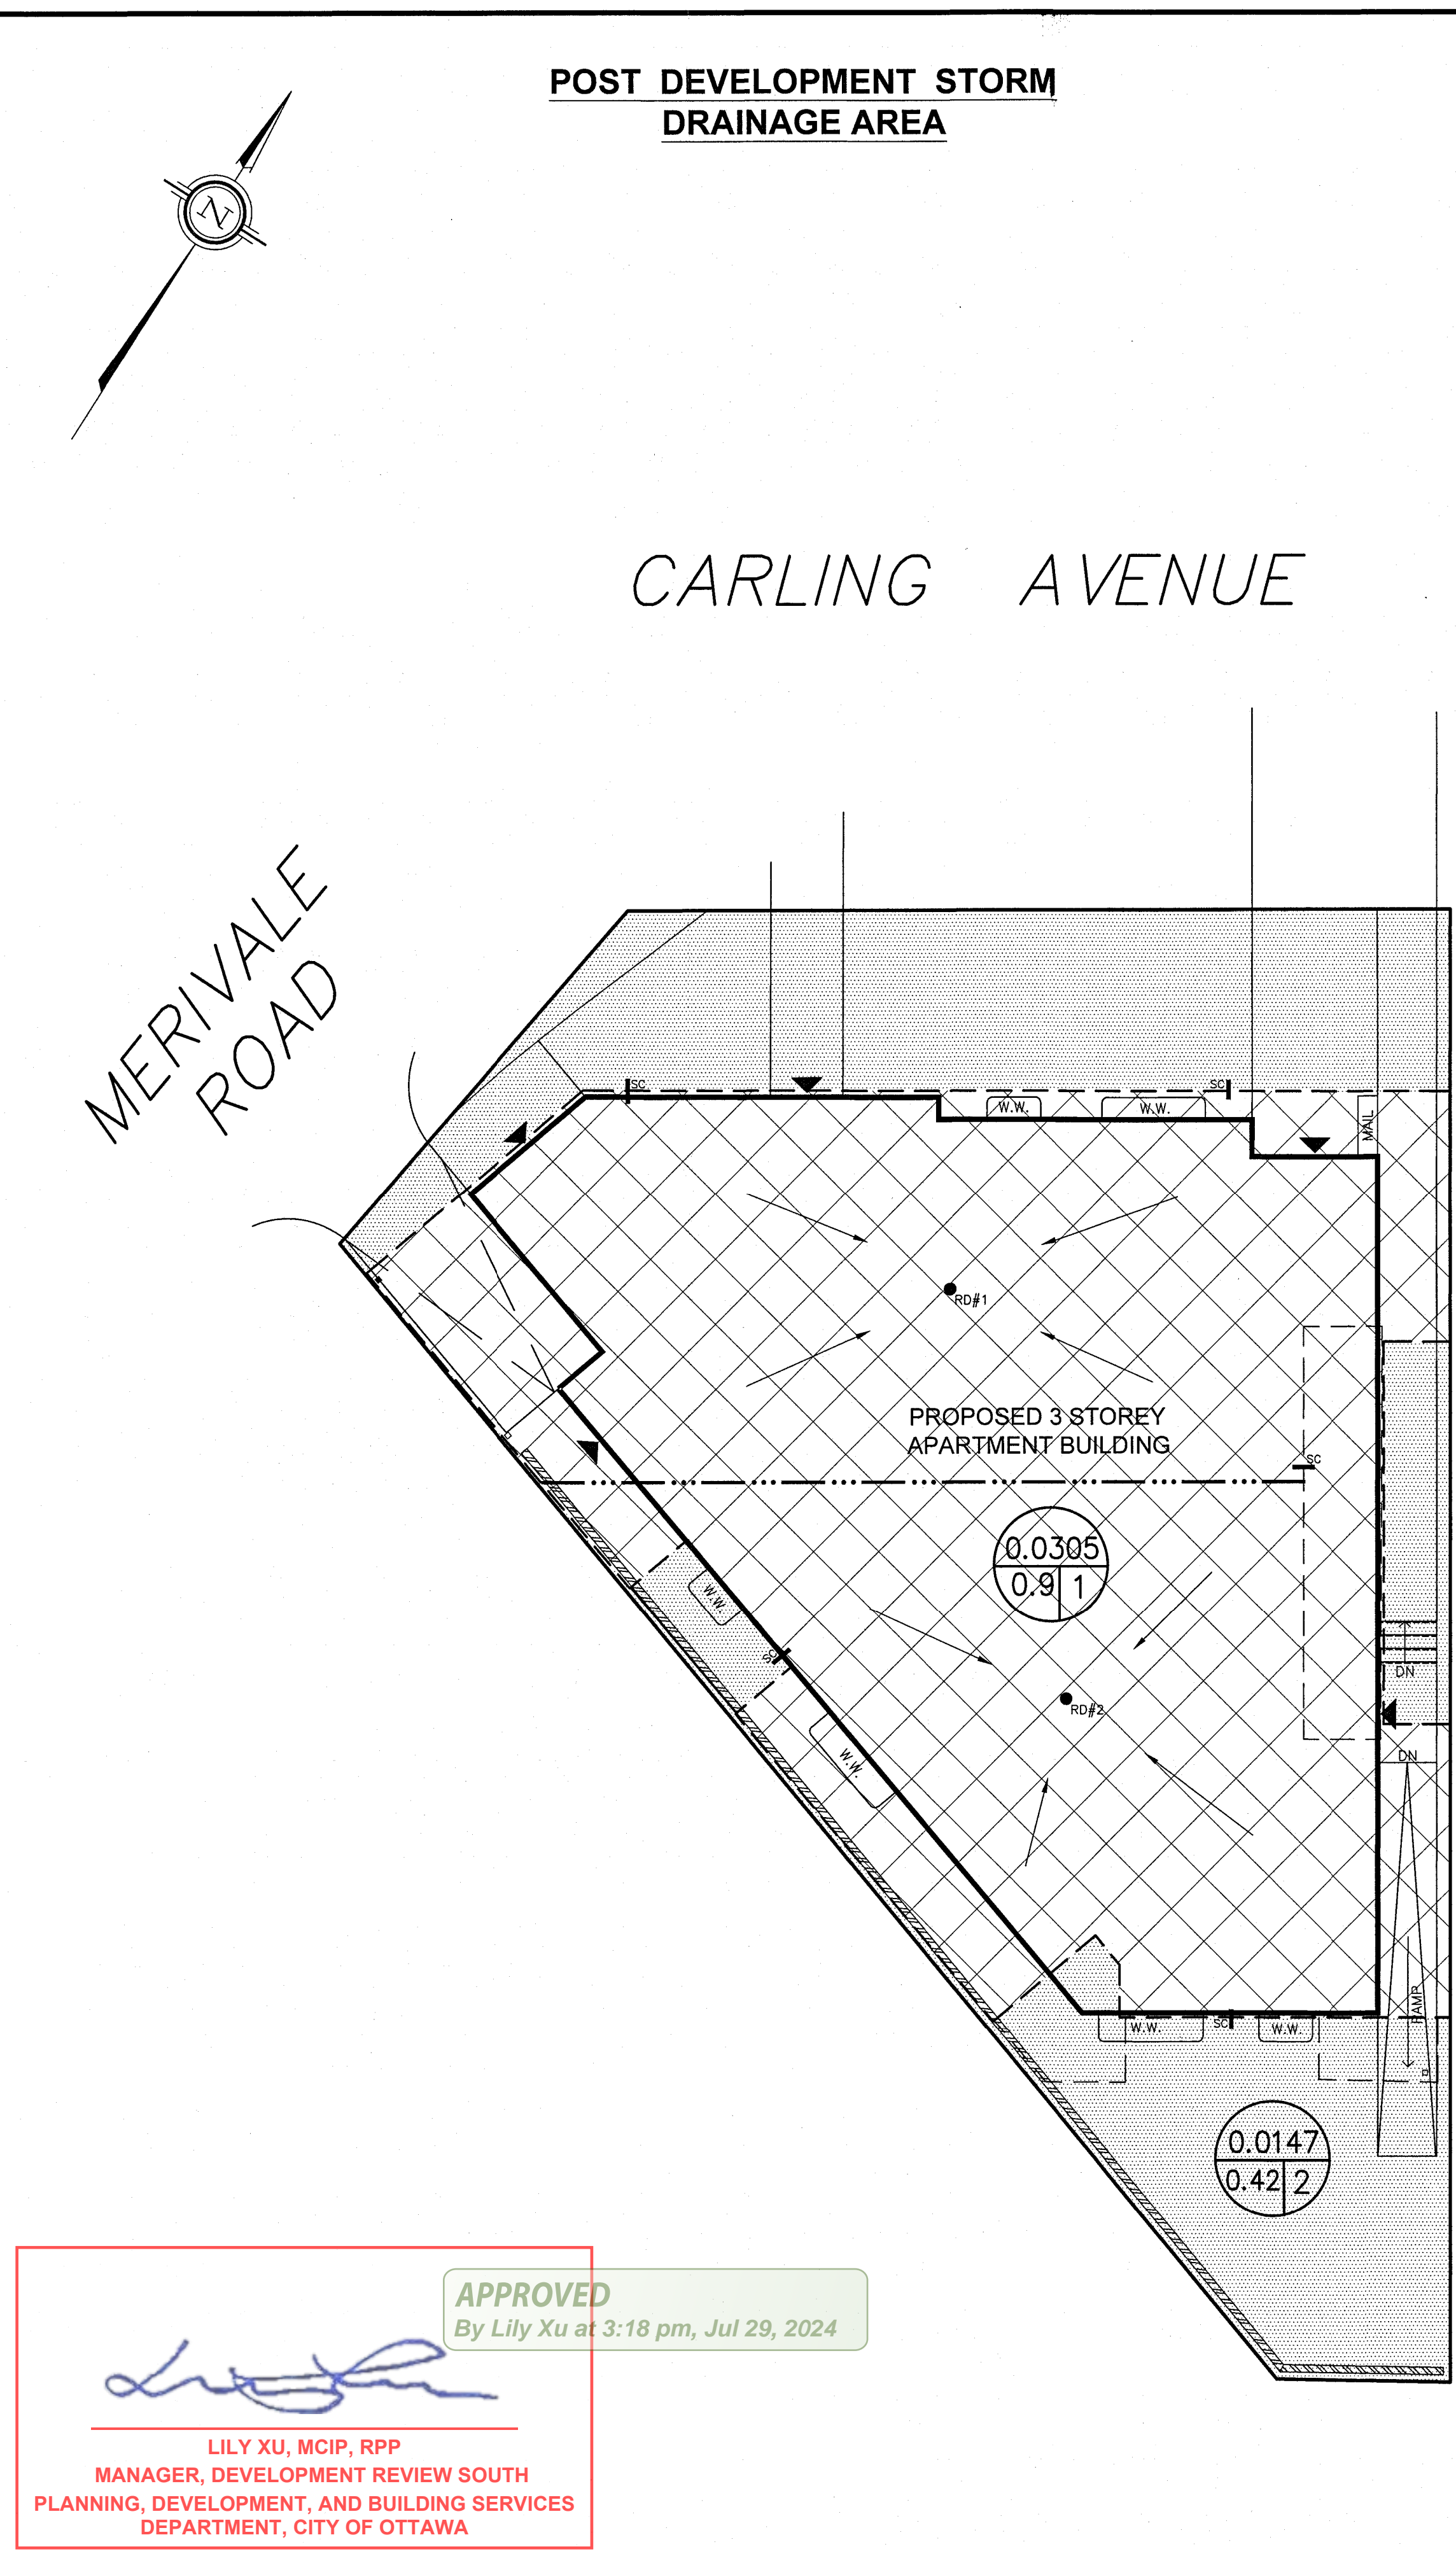 POST DEVELOPMENT STORM
DRAINAGE AREA
N
CARLING AVENUE
MERIVALE
ROAD
SC
SC
W.W.
W.W.
MAIL
RD#1
PROPOSED 3 STOREY
APARTMENT BUILDING
SC
0.0305
0.9 1
W.W.
SC
DN
RD#2
W.W.
DN
RAMP
W.W.
SC
W.W.
0.0147
0.42 2
APPROVED
By Lily Xu at 3:18 pm, Jul 29, 2024
LILY XU, MCIP, RPP
MANAGER, DEVELOPMENT REVIEW SOUTH
PLANNING, DEVELOPMENT, AND BUILDING SERVICES
DEPARTMENT, CITY OF OTTAWA